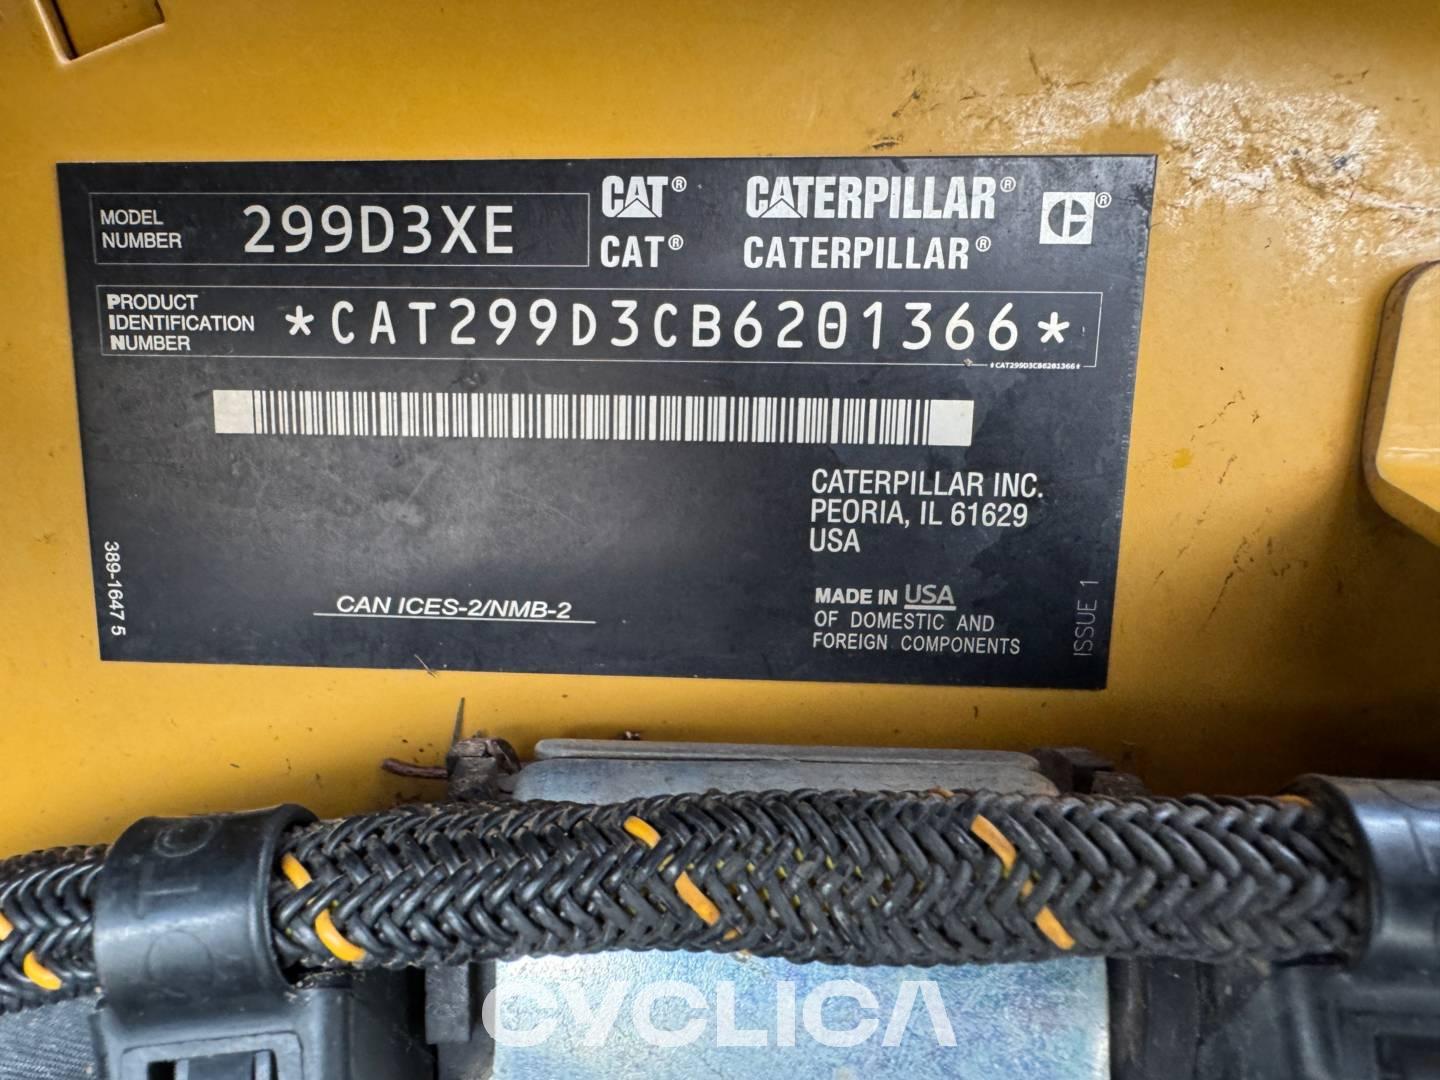 MODEL NUMBER 299D3XE
CAT® CATERPILLAR® ®
CAT® CATERPILLAR®
PRODUCT IDENTIFICATION NUMBER *CAT299D3CB6201366*
*CAT299D3CB6201366*
CATERPILLAR INC.
PEORIA, IL 61629
USA
389-1647 5
CAN ICES-2/NMB-2
MADE IN USA
OF DOMESTIC AND
FOREIGN COMPONENTS
ISSUE 1
CYCLICA